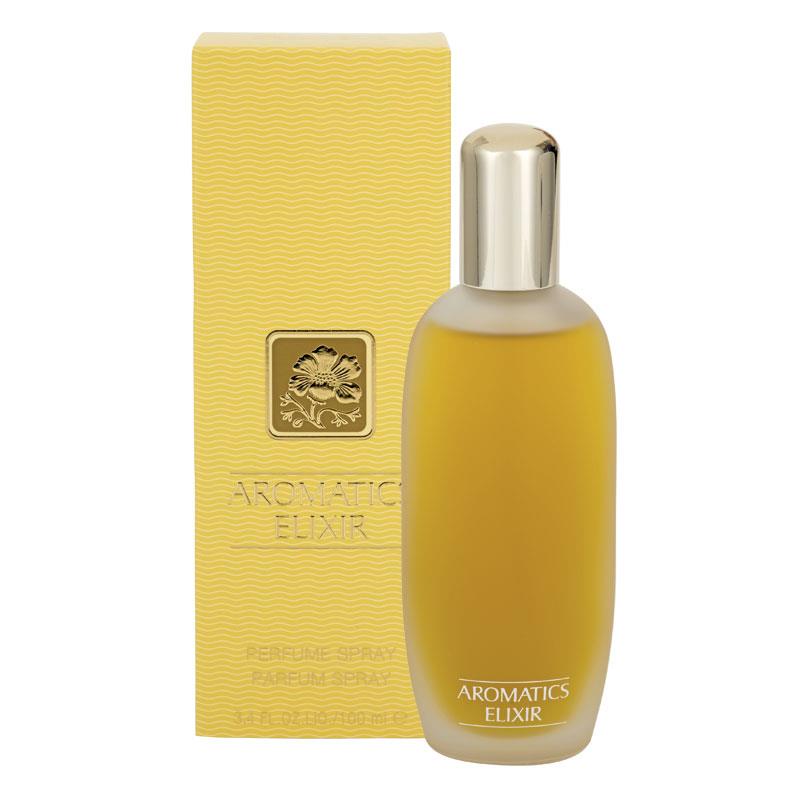 AROMATICS
ELIXIR
PERFUME SPRAY
PARFUM SPRAY
3.4 FL.OZ.LIQ./100 ml e
AROMATICS
ELIXIR